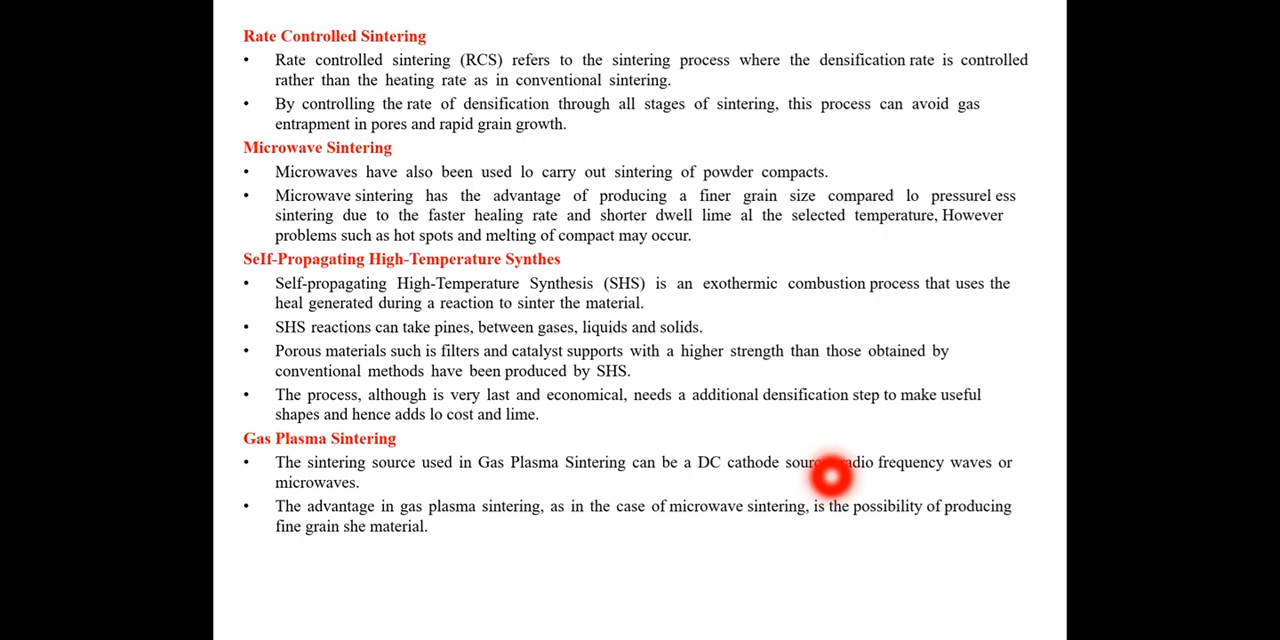 Rate Controlled Sintering
• Rate controlled sintering (RCS) refers to the sintering process where the densification rate is controlled
rather than the heating rate as in conventional sintering.
• By controlling the rate of densification through all stages of sintering, this process can avoid gas
entrapment in pores and rapid grain growth.
Microwave Sintering
• Microwaves have also been used lo carry out sintering of powder compacts.
• Microwave sintering has the advantage of producing a finer grain size compared lo pressurel ess
sintering due to the faster healing rate and shorter dwell lime al the selected temperature, However
problems such as hot spots and melting of compact may occur.
Self-Propagating High-Temperature Synthes
• Self-propagating High-Temperature Synthesis (SHS) is an exothermic combustion process that uses the
heal generated during a reaction to sinter the material.
• SHS reactions can take pines, between gases, liquids and solids.
• Porous materials such is filters and catalyst supports with a higher strength than those obtained by
conventional methods have been produced by SHS.
• The process, although is very last and economical, needs a additional densification step to make useful
shapes and hence adds lo cost and lime.
Gas Plasma Sintering
• The sintering source used in Gas Plasma Sintering can be a DC cathode frequency waves or
microwaves.
• The advantage in gas plasma sintering, as in the case of microwave sintering, is the possibility of producing
fine grain she material.